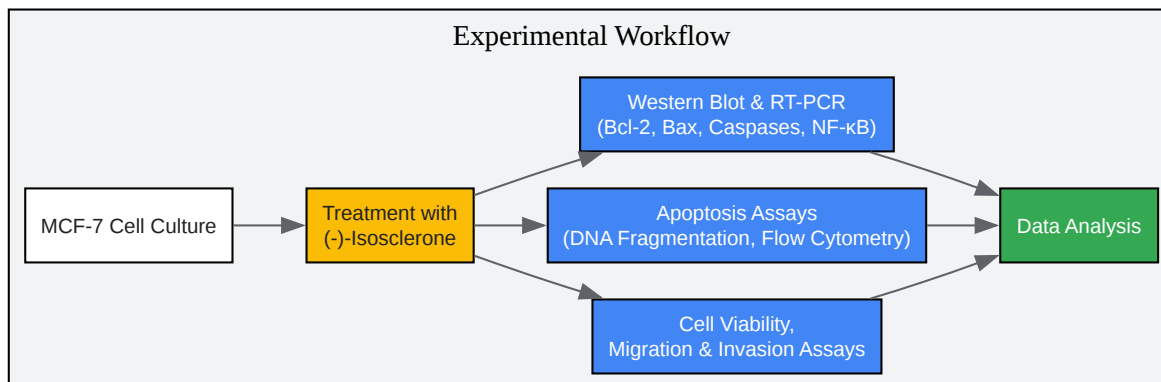 Experimental Workflow
MCF-7 Cell Culture
Treatment with
(-)-Isosclerone
Western Blot & RT-PCR
(Bcl-2, Bax, Caspases, NF-κB)
Apoptosis Assays
(DNA Fragmentation, Flow Cytometry)
Cell Viability,
Migration & Invasion Assays
Data Analysis